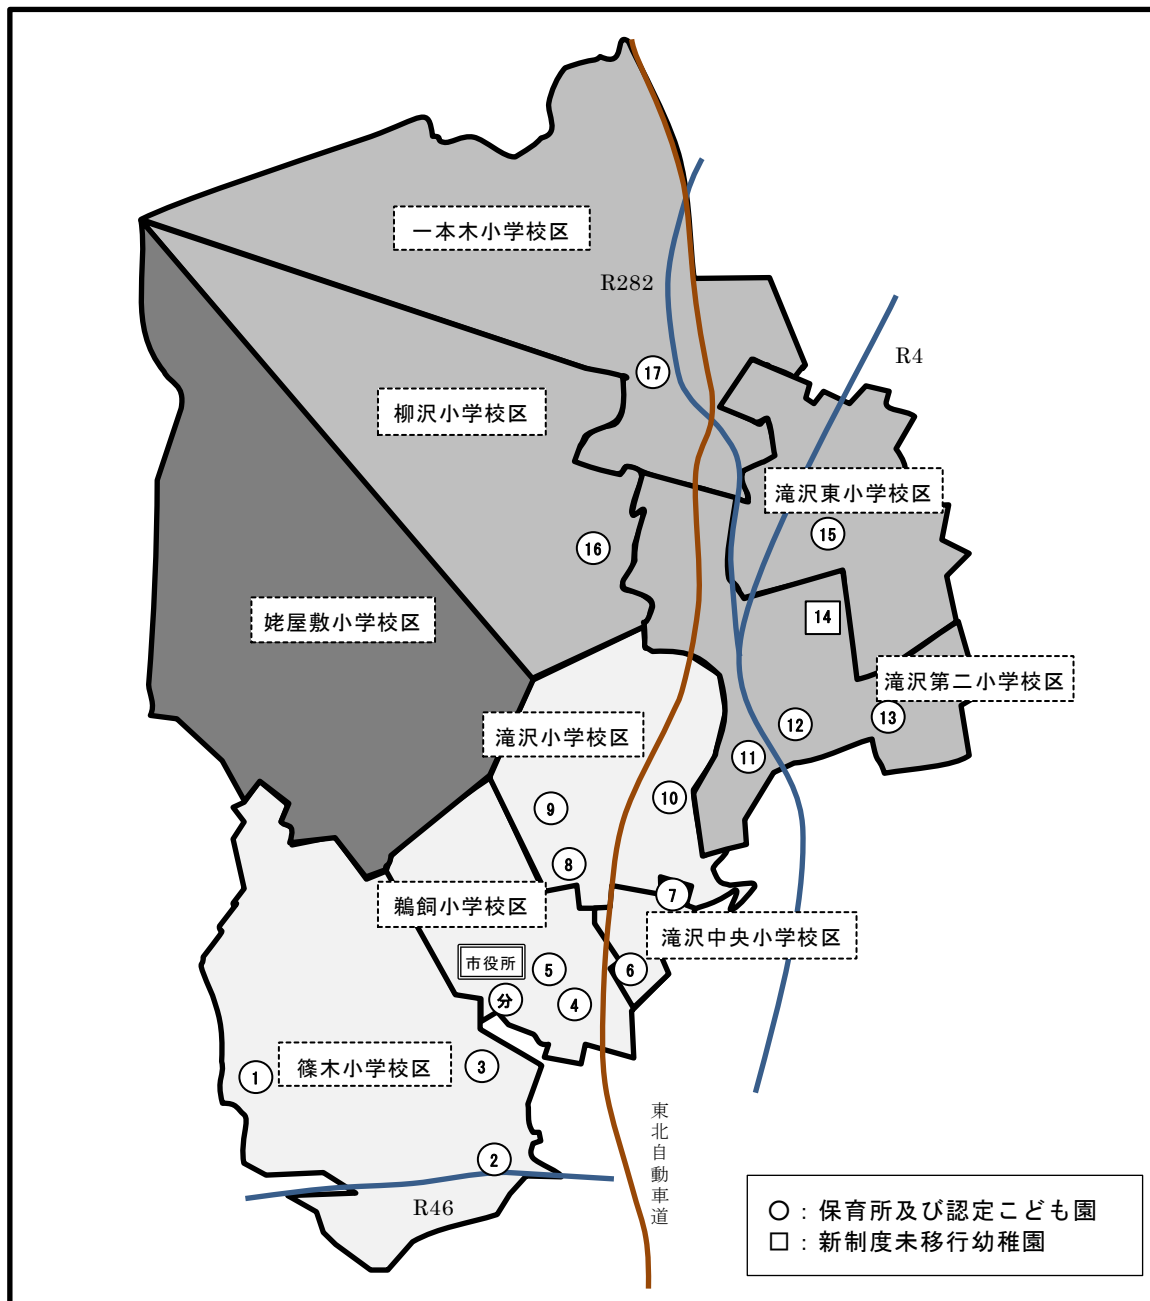 一本木小学校区
R282
R4
17
柳沢小学校区
滝沢東小学校区
15
16
14
姥屋敷小学校区
滝沢第二小学校区
13
12
滝沢小学校区
11
10
9
8
7
鵜飼小学校区
滝沢中央小学校区
市役所
5
6
分
4
篠木小学校区
3
1
2
東北自動車道
R46
○：保育所及び認定こども園
□：新制度未移行幼稚園